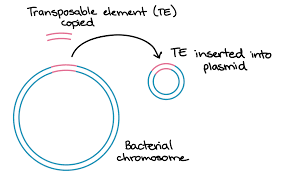 Transposable element (TE)
copied
TE inserted into
plasmid
Bacterial
chromosome